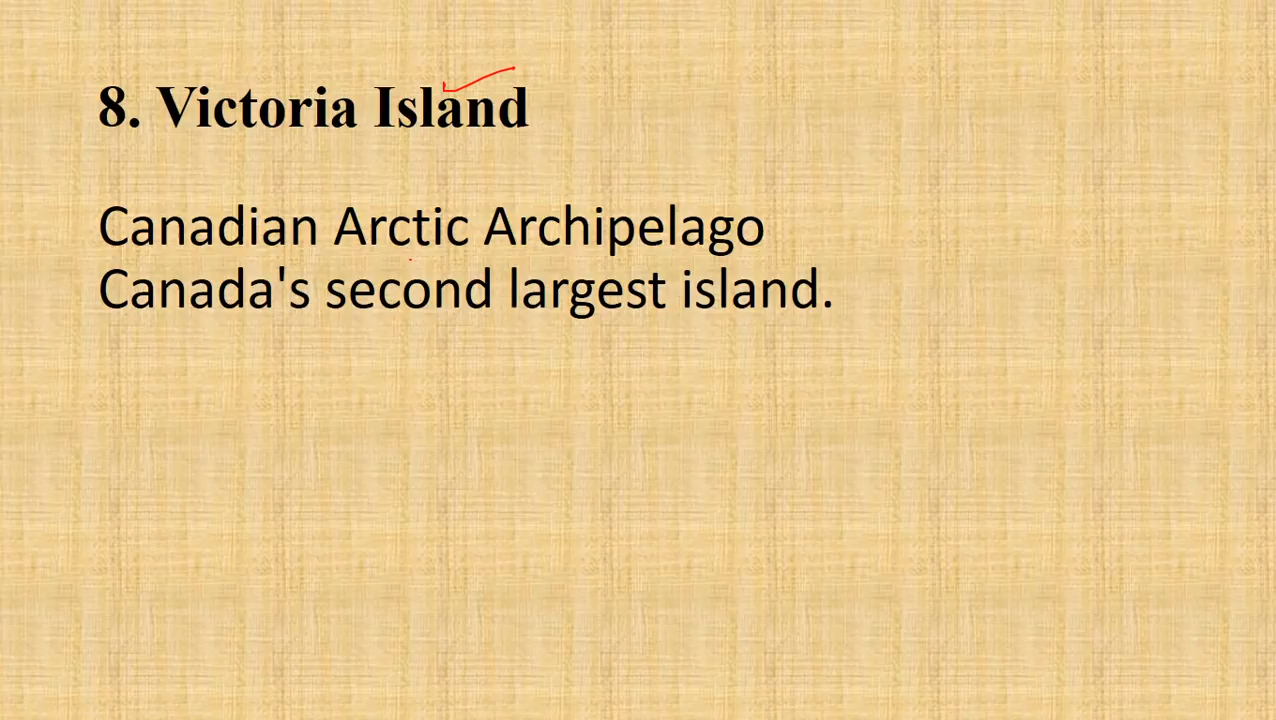 8. Victoria Island
Canadian Arctic Archipelago
Canada's second largest island.